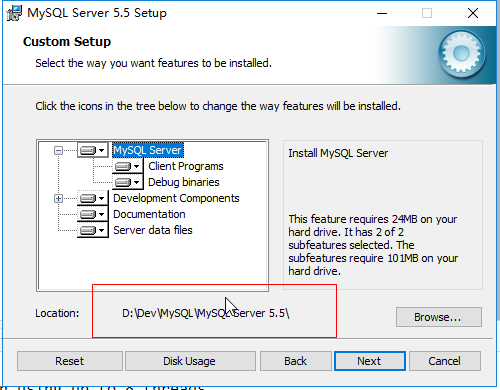 MySQL Server 5.5 Setup
Custom Setup
Select the way you want features to be installed.
Click the icons in the tree below to change the way features will be installed.
MySQL Server
Client Programs
Debug binaries
Development Components
Documentation
Server data files
Install MySQL Server
This feature requires 24MB on your
hard drive. It has 2 of 2
subfeatures selected. The
subfeatures require 101MB on your
hard drive.
Location:
D:\Dev\MySQL\MySQL Server 5.5\
Browse...
Reset
Disk Usage
Back
Next
Cancel